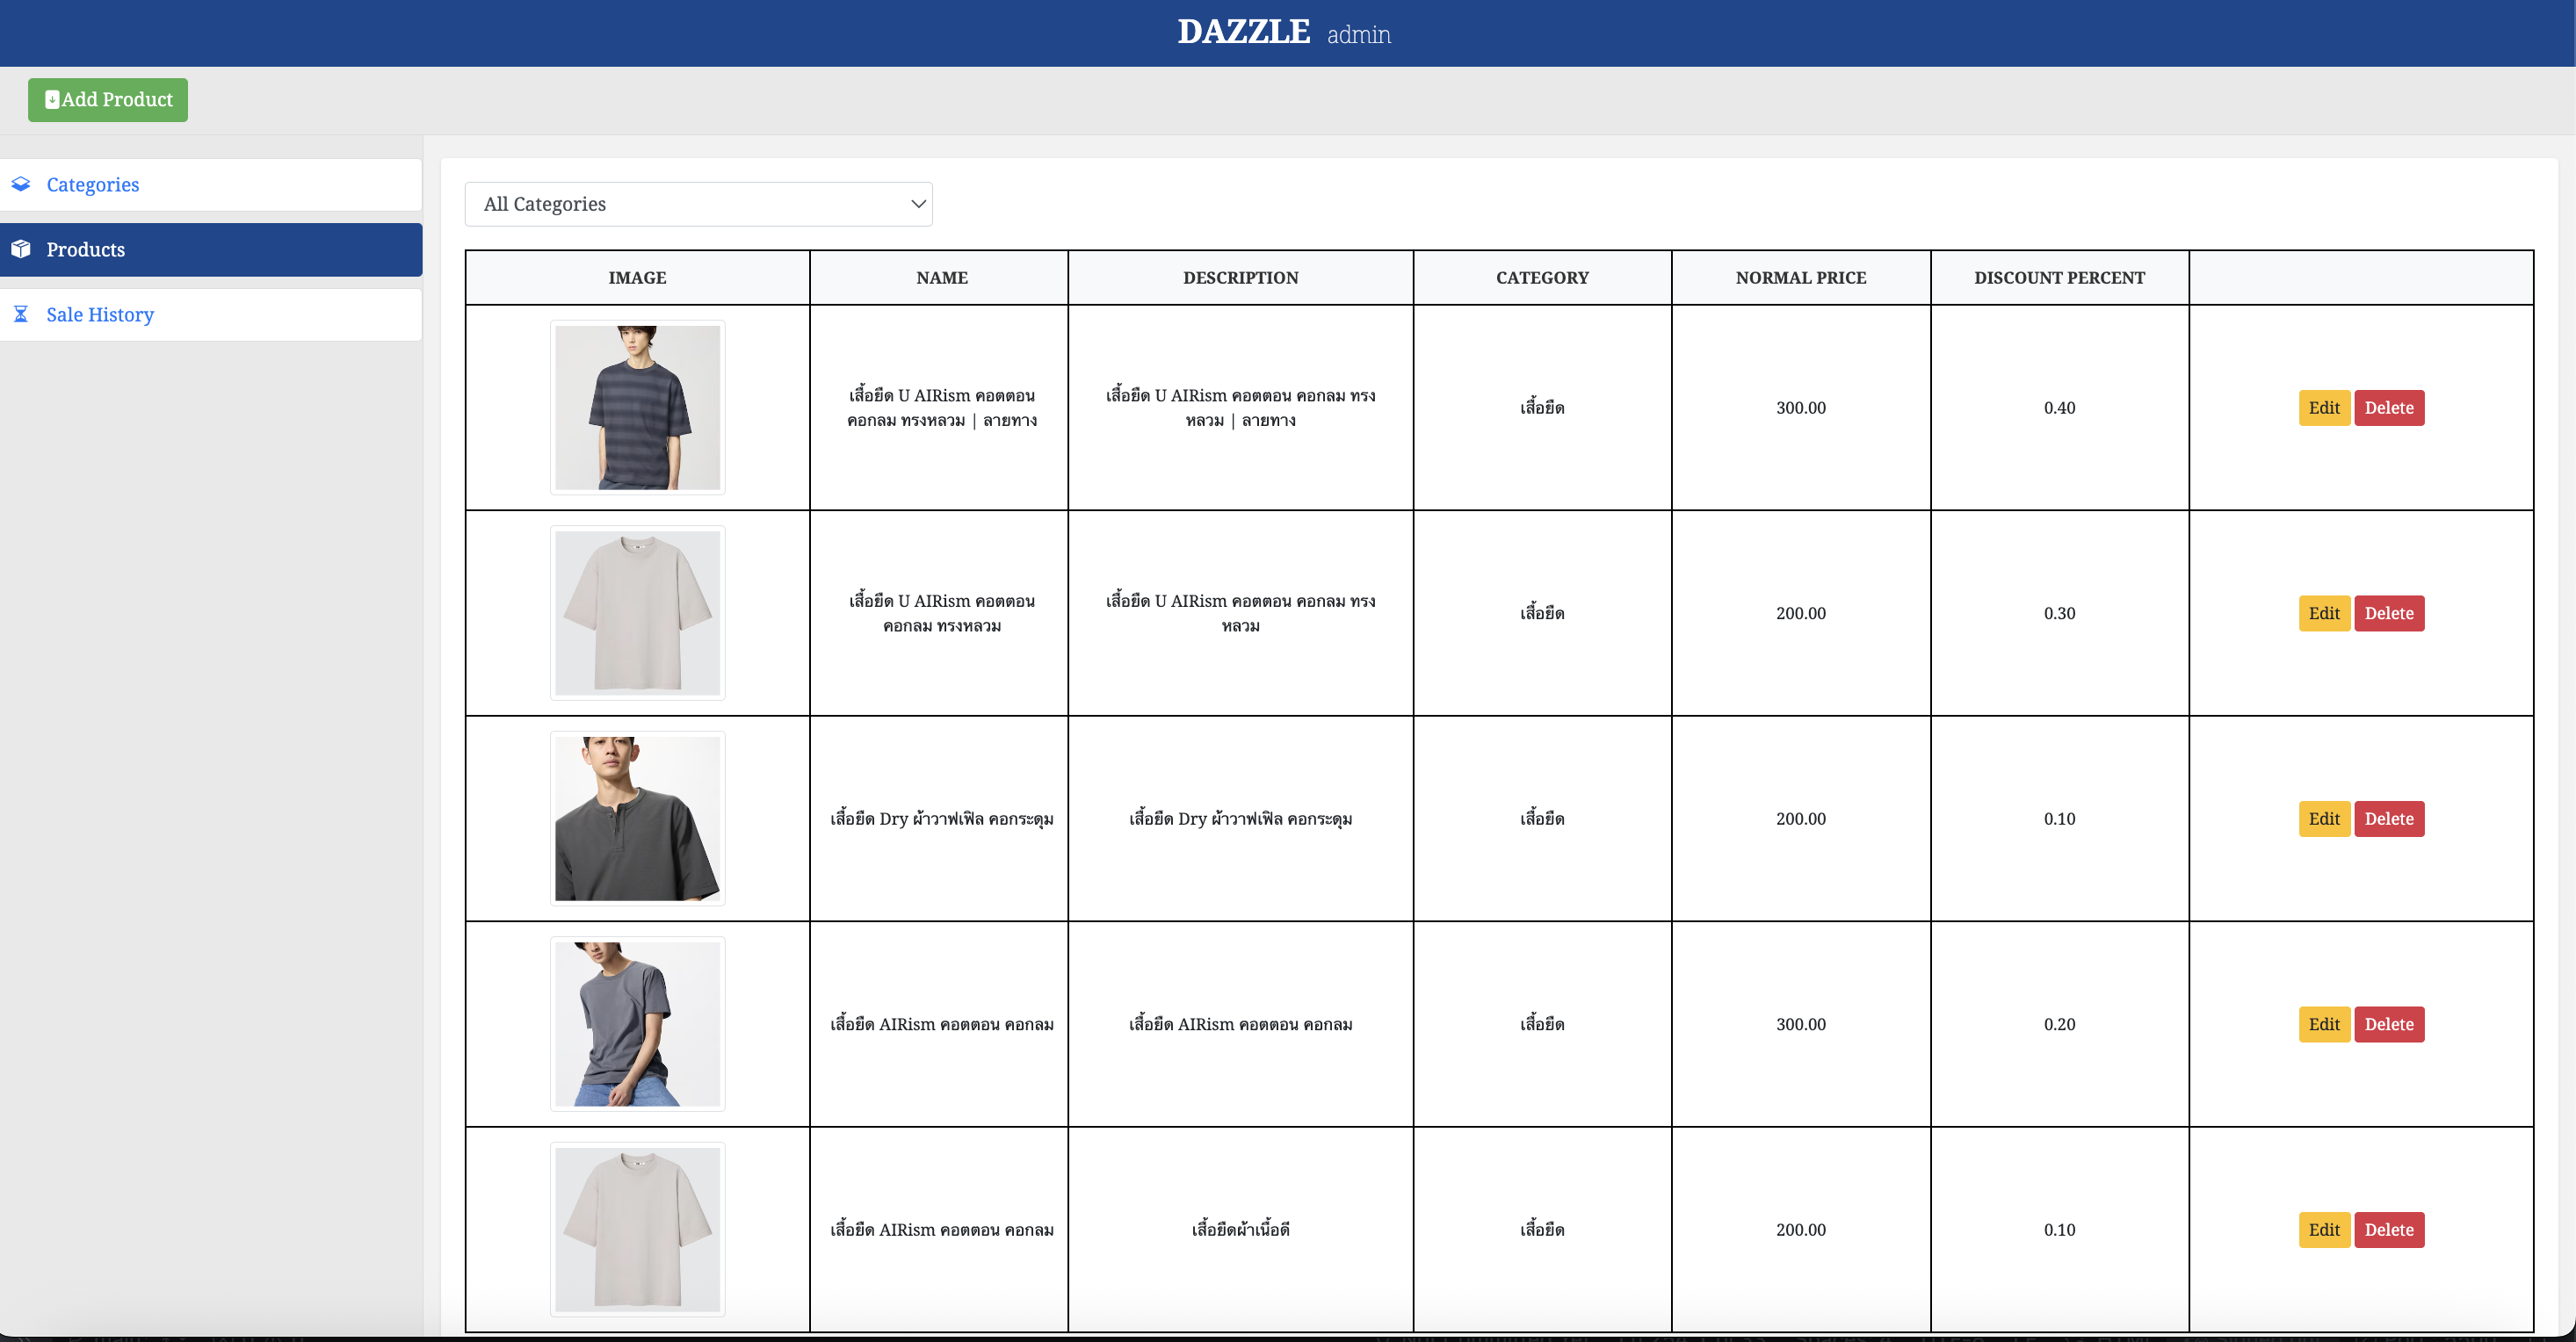 DAZZLE admin
Add Product
Categories
Products
Sale History
All Categories
IMAGE NAME DESCRIPTION CATEGORY NORMAL PRICE DISCOUNT PERCENT
เสื้อยืด U AIRism คอตตอน
คอกลม ทรงหลวม | ลายทาง
เสื้อยืด U AIRism คอตตอน คอกลม ทรง
หลวม | ลายทาง
เสื้อยืด
300.00
0.40
Edit Delete
เสื้อยืด U AIRism คอตตอน
คอกลม ทรงหลวม
เสื้อยืด U AIRism คอตตอน คอกลม ทรง
หลวม
เสื้อยืด
200.00
0.30
Edit Delete
เสื้อยืด Dry ผ้าวาฟเฟิล คอกระดุม
เสื้อยืด Dry ผ้าวาฟเฟิล คอกระดุม
เสื้อยืด
200.00
0.10
Edit Delete
เสื้อยืด AIRism คอตตอน คอกลม
เสื้อยืด AIRism คอตตอน คอกลม
เสื้อยืด
300.00
0.20
Edit Delete
เสื้อยืด AIRism คอตตอน คอกลม
เสื้อยืดผ้าเนื้อดี
เสื้อยืด
200.00
0.10
Edit Delete